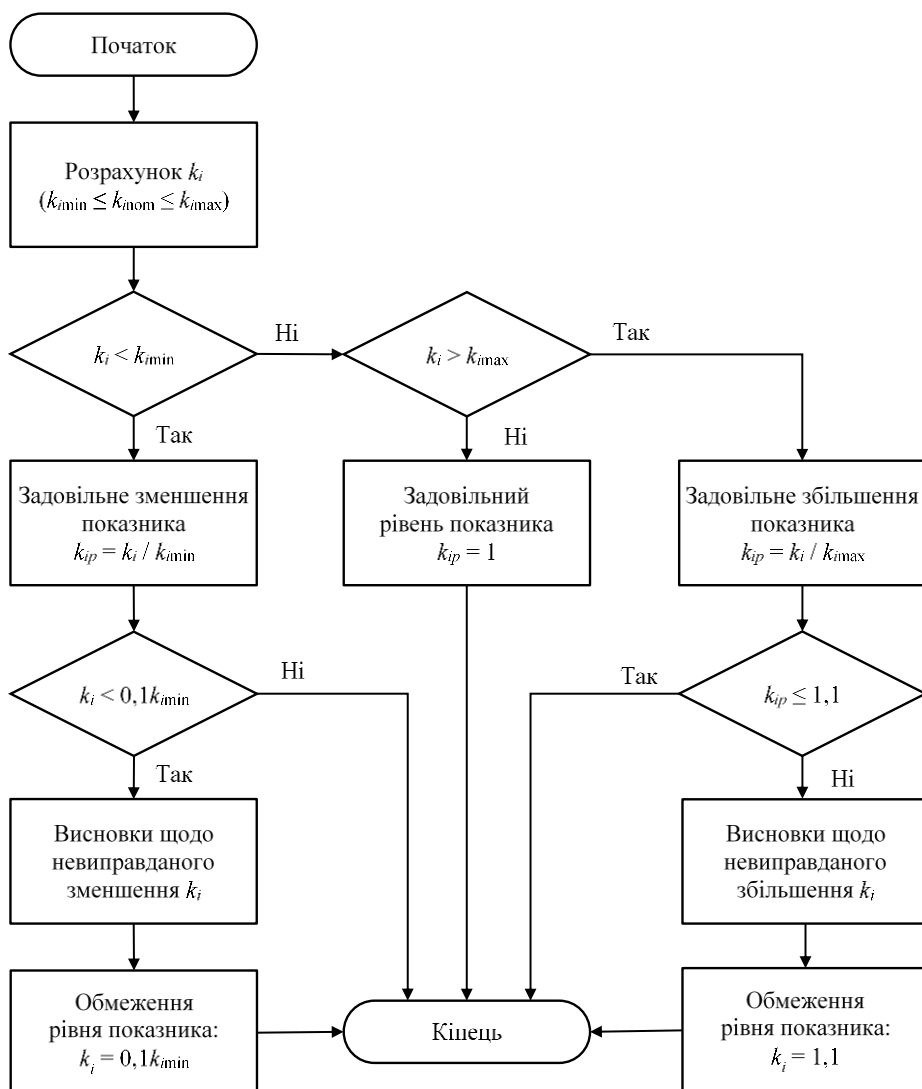 Початок
Розрахунок kᵢ
(kᵢmin ≤ kᵢnom ≤ kᵢmax)
kᵢ < kᵢmin
Ні
kᵢ > kᵢmax
Так
Так
Ні
Задовільне зменшення
показника
kᵢₚ = kᵢ / kᵢmin
Задовільний
рівень показника
kᵢₚ = 1
Задовільне збільшення
показника
kᵢₚ = kᵢ / kᵢmax
kᵢ < 0,1kᵢmin
Ні
Так
kᵢₚ ≤ 1,1
Так
Ні
Висновки щодо
невиправданого
зменшення kᵢ
Висновки щодо
невиправданого
збільшення kᵢ
Обмеження
рівня показника:
kᵢ = 0,1kᵢmin
Кінець
Обмеження
рівня показника:
kᵢ = 1,1